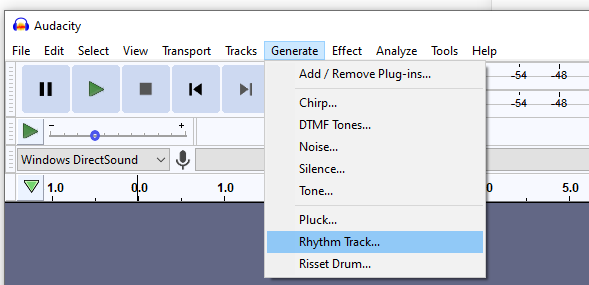 Audacity
File Edit Select View Transport Tracks Generate Effect Analyze Tools Help
Add / Remove Plug-ins...
-54 -48
Chirp...
-54 -48
DTMF Tones...
- +
Noise...
Windows DirectSound
Silence...
Tone...
1.0 0.0 1.0 0 5.0
Pluck...
Rhythm Track...
Risset Drum...